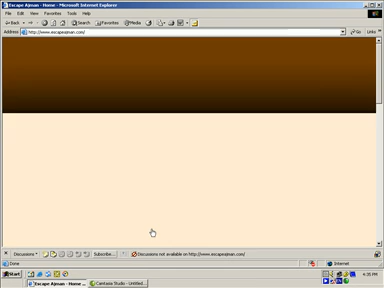 Escape Ajman - Home - Microsoft Internet Explorer
File Edit View Favorites Tools Help
Back Search Favorites Media
Address http://www.escapeajman.com/ Go Links »
Discussions Subscribe... Discussions not available on http://www.escapeajman.com/
Done Internet
Start 4:35 PM
Escape Ajman - Home ... Camtasia Studio - Untitled...